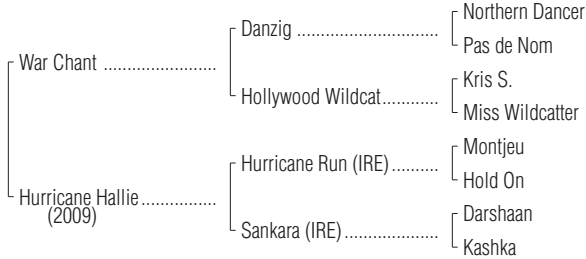 Northern Dancer
Danzig ..............................
Pas de Nom
War Chant ........................
Kris S.
Hollywood Wildcat............
Miss Wildcatter
Montjeu
Hurricane Run (IRE) ..........
Hold On
Hurricane Hallie................
(2009)
Darshaan
Sankara (IRE)....................
Kashka